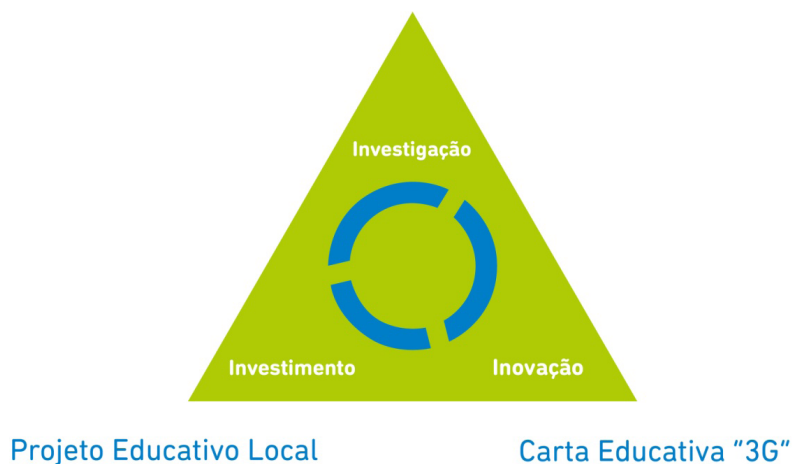 Investigação
Investimento
Inovação
Projeto Educativo Local
Carta Educativa “3G”